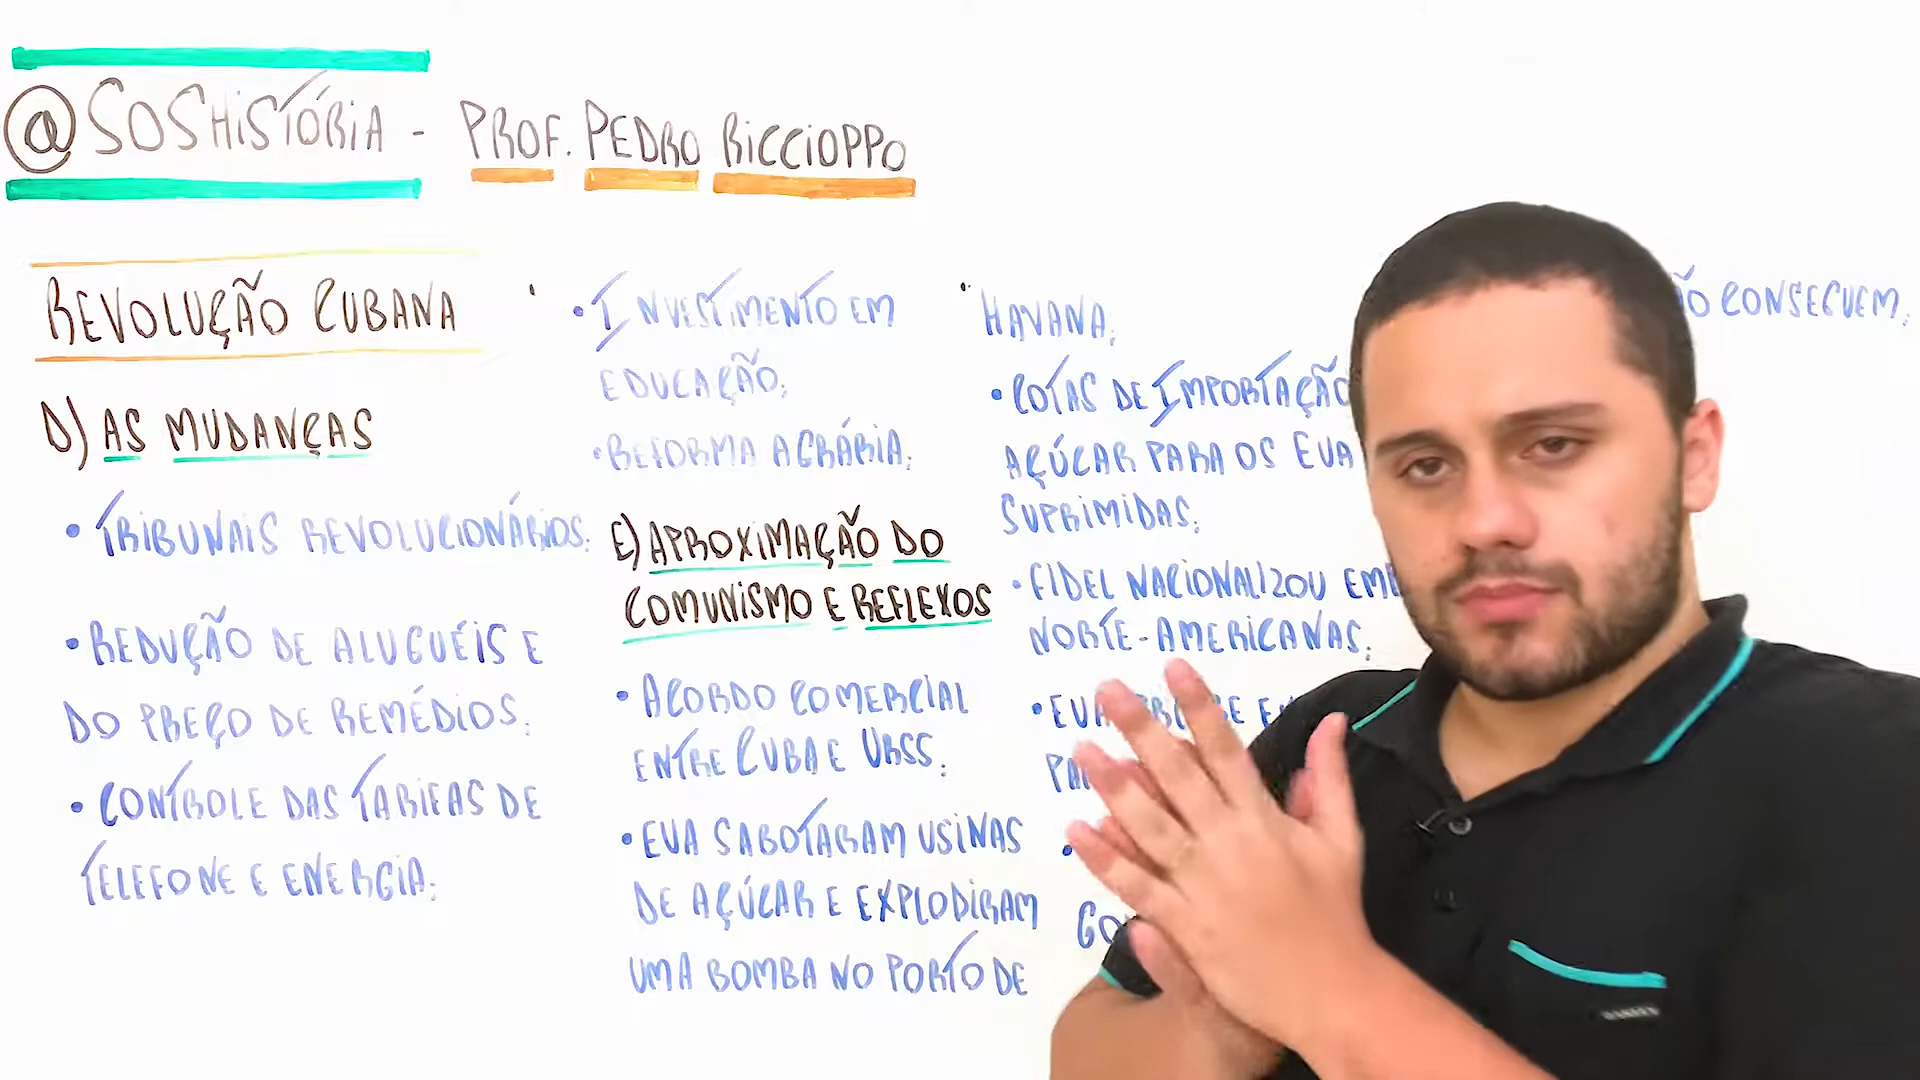 @SOSHISTÓRIA - PROF. PEDRO RICCIOPPO
REVOLUÇÃO CUBANA
D) AS MUDANÇAS
• TRIBUNAIS REVOLUCIONÁRIOS;
• REDUÇÃO DE ALUGUÉIS E
DO PREÇO DE REMÉDIOS;
• CONTROLE DAS TARIFAS DE
TELEFONE E ENERGIA;
• INVESTIMENTO EM
EDUCAÇÃO;
• REFORMA AGRÁRIA;
E) APROXIMAÇÃO DO
COMUNISMO E REFLEXOS
• ACORDO COMERCIAL
ENTRE CUBA E URSS;
• EUA SABOTARAM USINAS
DE AÇÚCAR E EXPLODIRAM
UMA BOMBA NO PORTO DE
HAVANA;
• COTAS DE IMPORTAÇÃO
AÇÚCAR PARA OS EUA
SUPRIMIDAS;
• FIDEL NACIONALIZOU
NORTE-AMERICANAS;
• EUA
CONSEGUEM;